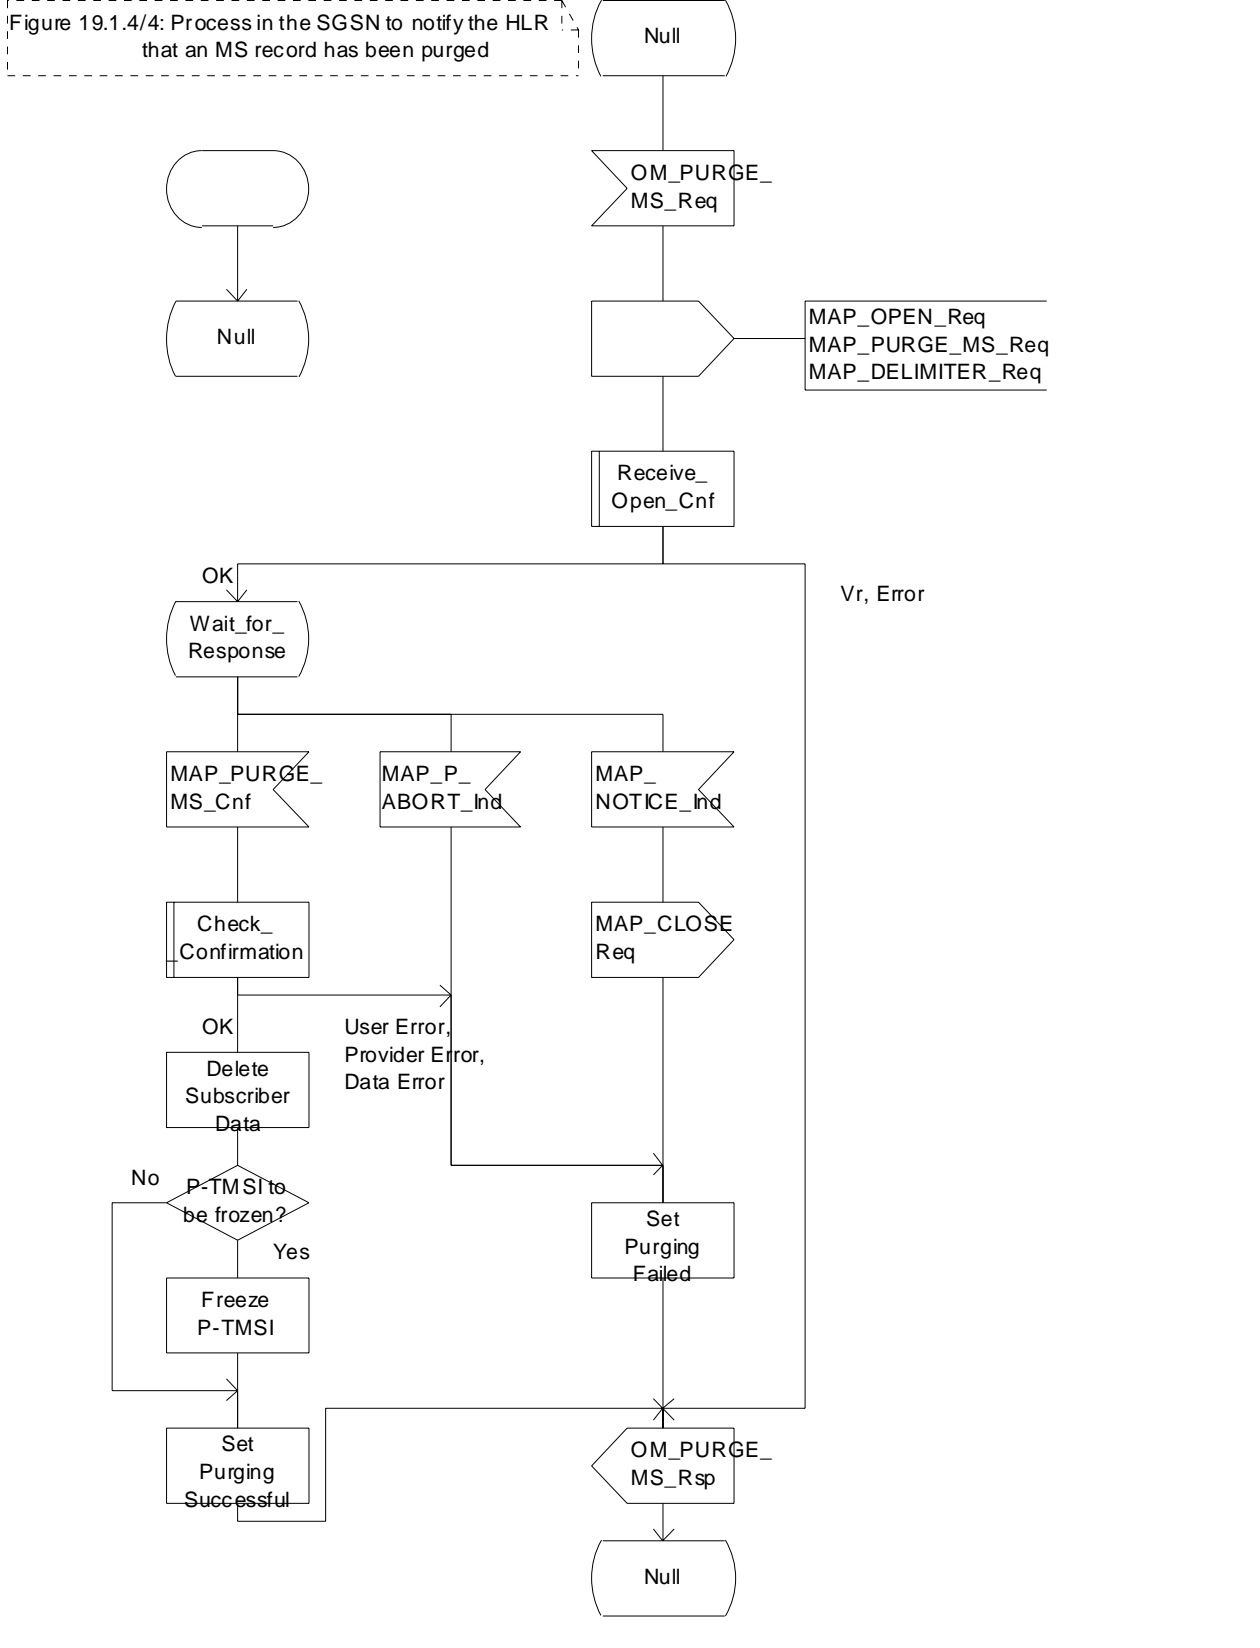 Figure 19.1.4/4: Process in the SGSN to notify the HLR
that an MS record has been purged
Null
OM_PURGE_
MS_Req
Null
MAP_OPEN_Req
MAP_PURGE_MS_Req
MAP_DELIMITER_Req
Receive_
Open_Cnf
OK
Vr, Error
Wait_for_
Response
MAP_PURGE_
MS_Cnf
MAP_P_
ABORT_Ind
MAP_
NOTICE_Ind
Check_
_Confirmation
MAP_CLOSE
Req
OK
User Error,
Provider Error,
Data Error
Delete
Subscriber
Data
No
P-TMSI to
be frozen?
Yes
Set
Purging
Failed
Freeze
P-TMSI
Set
Purging
Successful
OM_PURGE_
MS_Rsp
Null